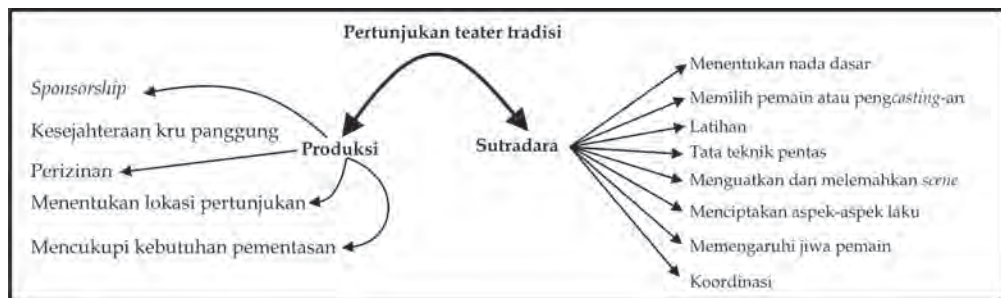 Pertunjukan teater tradisi
Sponsorship
Kesejahteraan kru panggung
Perizinan
Menentukan lokasi pertunjukan
Mencukupi kebutuhan pementasan
Produksi
Sutradara
Menentukan nada dasar
Memilih pemain atau pengcasting-an
Latihan
Tata teknik pentas
Menguatkan dan melemahkan scene
Menciptakan aspek-aspek laku
Memengaruhi jiwa pemain
Koordinasi